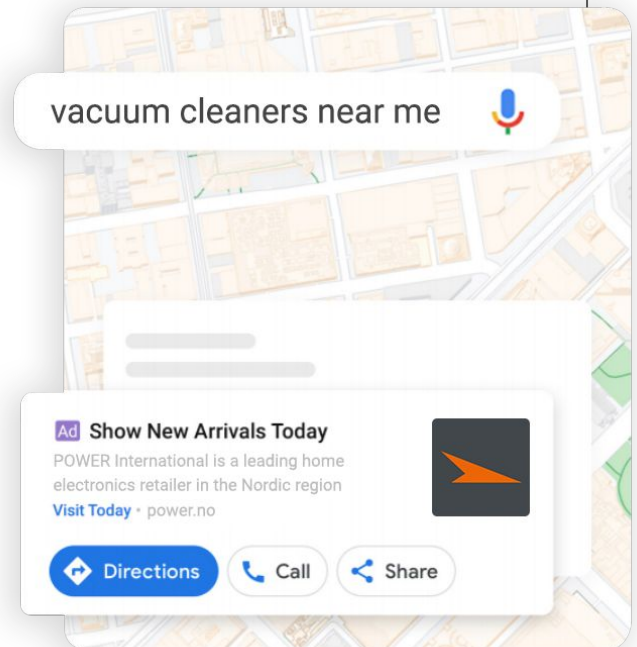 vacuum cleaners near me
Ad Show New Arrivals Today
POWER International is a leading home
electronics retailer in the Nordic region
Visit Today · power.no
Directions Call Share